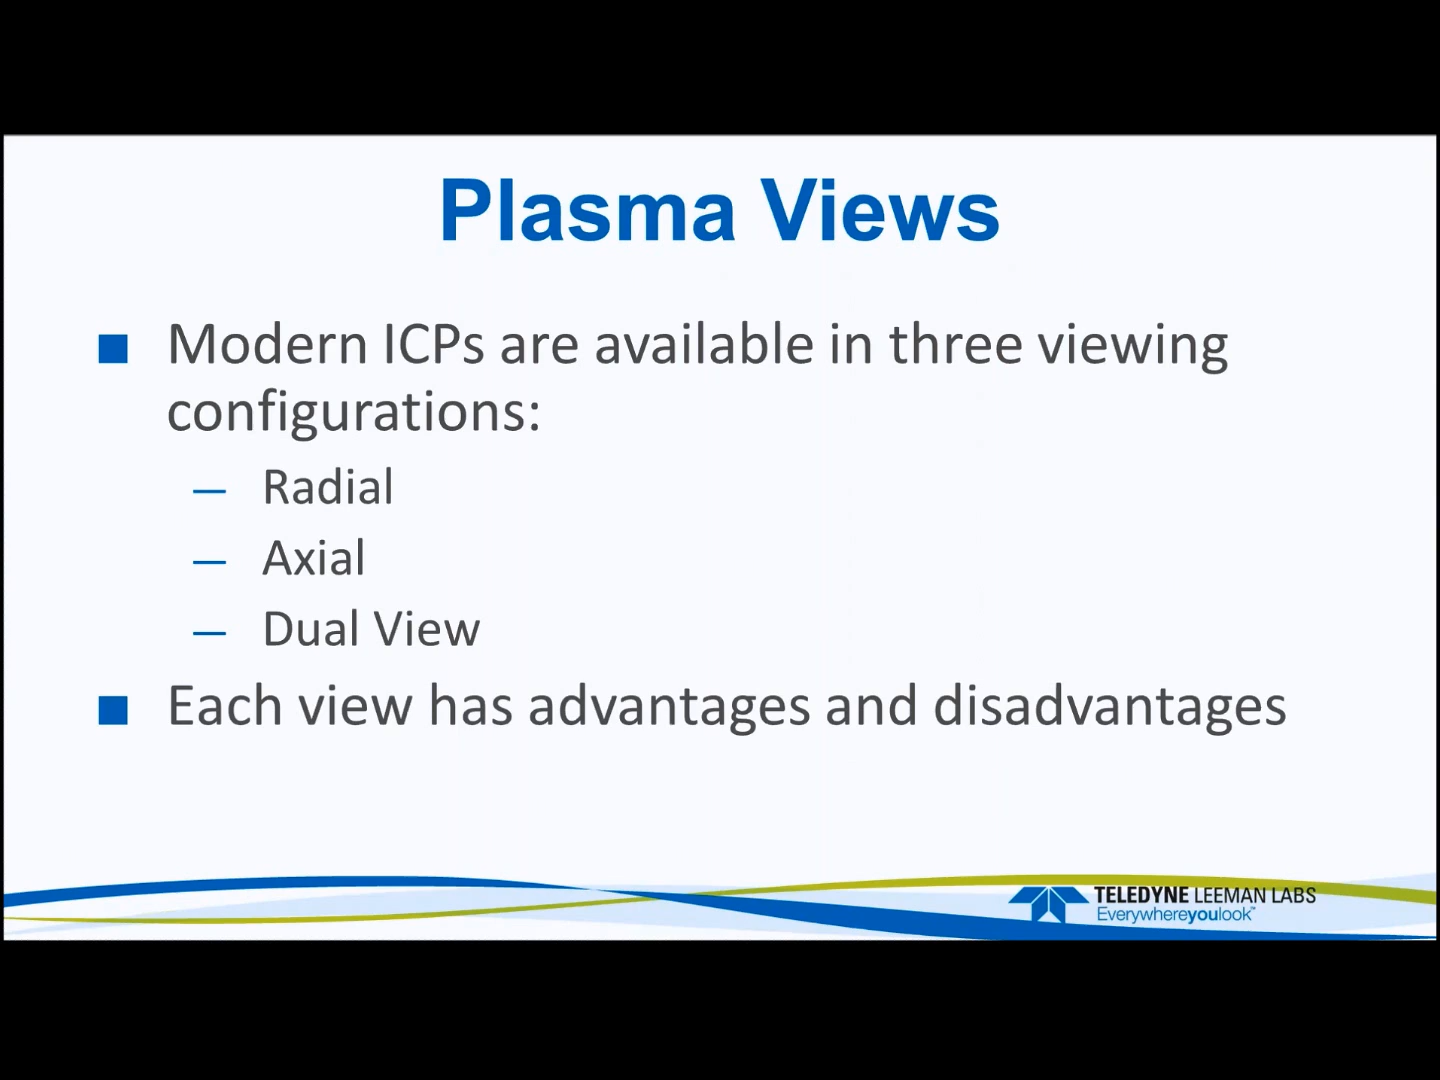 Plasma Views
■ Modern ICPs are available in three viewing
configurations:
– Radial
– Axial
– Dual View
■ Each view has advantages and disadvantages
TELEDYNE LEEMAN LABS
Everywhereyoulook™